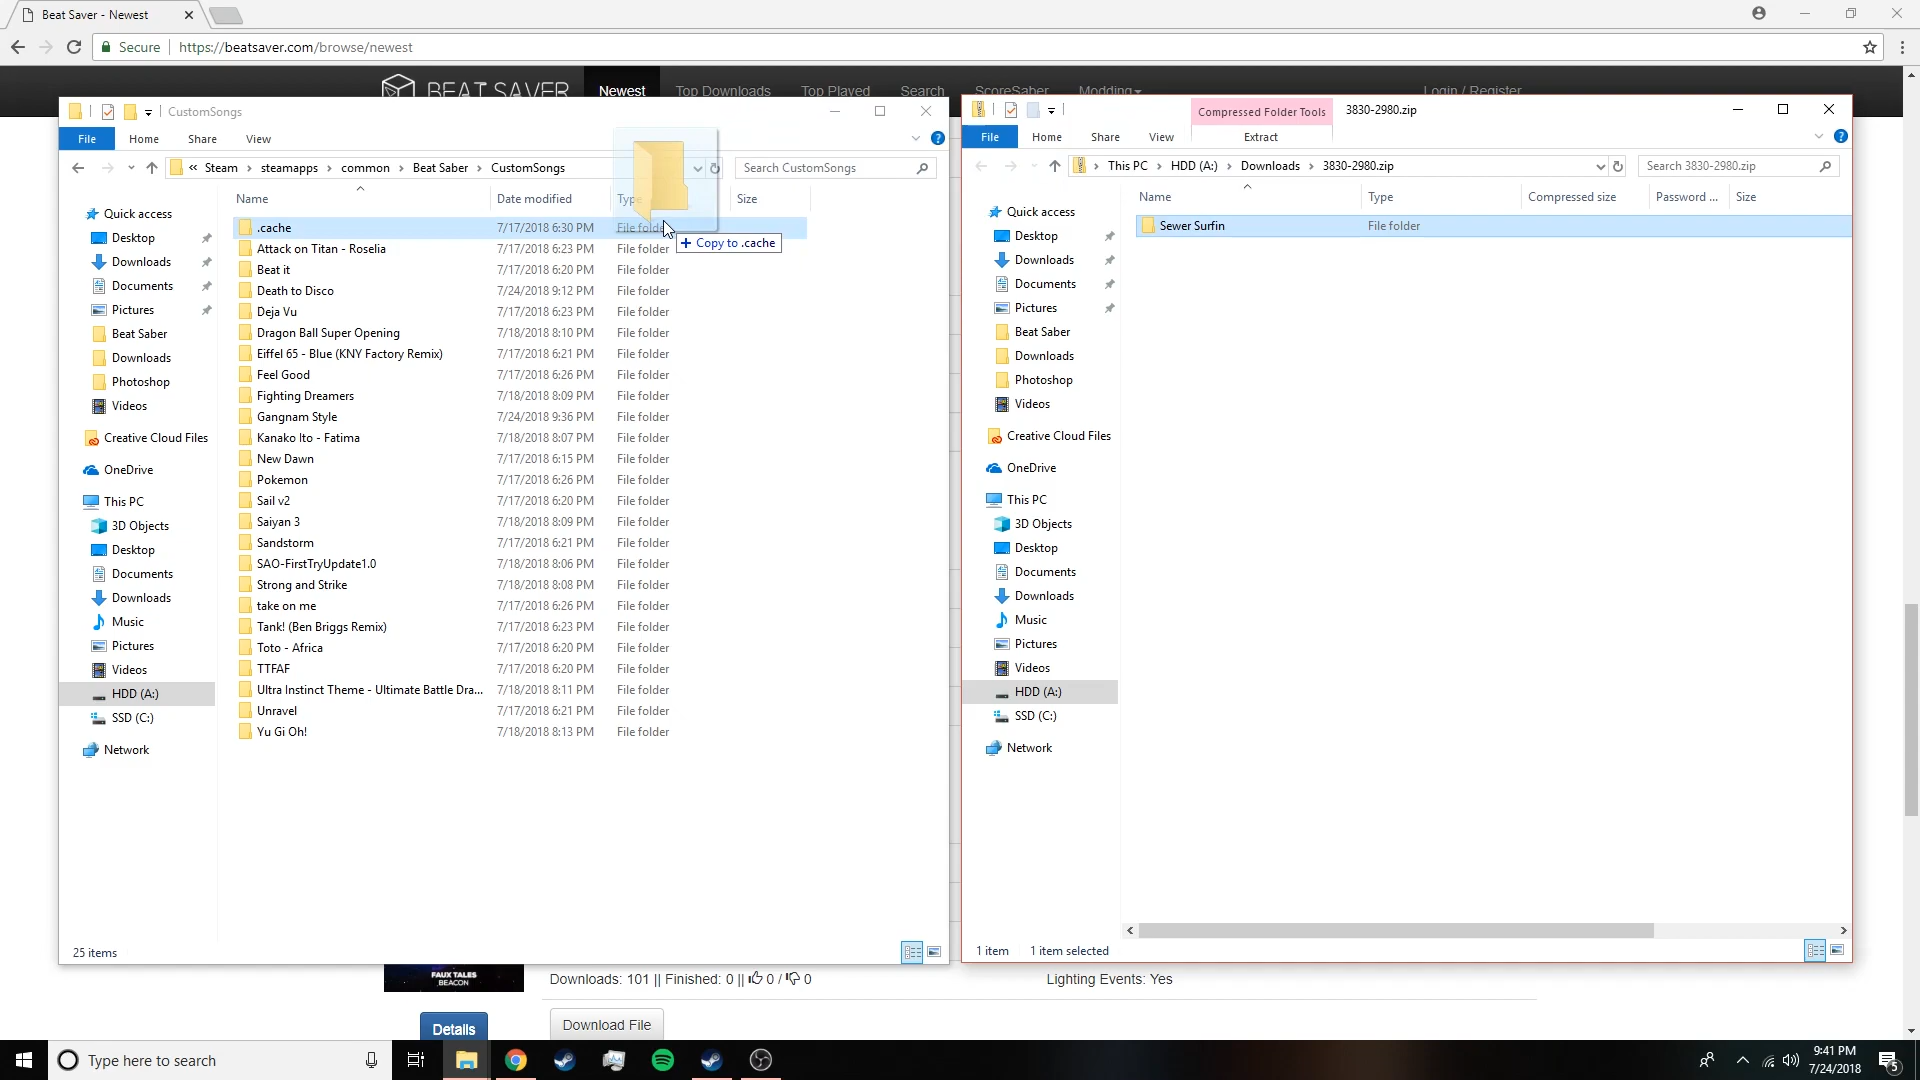 Beat Saver - Newest
Secure
https://beatsaver.com/browse/newest
BEAT SAVER
Newest
Top Downloads
Top Played
Search
ScoreSaber
Modding
Login / Register
CustomSongs
File
Home
Share
View
« Steam › steamapps › common › Beat Saber › CustomSongs
Search CustomSongs
Name
Date modified
Type
Size
Quick access
Desktop
Downloads
Documents
Pictures
Beat Saber
Downloads
Photoshop
Videos
Creative Cloud Files
OneDrive
This PC
3D Objects
Desktop
Documents
Downloads
Music
Pictures
Videos
HDD (A:)
SSD (C:)
Network
.cache 7/17/2018 6:30 PM File folder
+ Copy to .cache
Attack on Titan - Roselia 7/17/2018 6:23 PM File folder
Beat it 7/17/2018 6:20 PM File folder
Death to Disco 7/24/2018 9:12 PM File folder
Deja Vu 7/17/2018 6:23 PM File folder
Dragon Ball Super Opening 7/18/2018 8:10 PM File folder
Eiffel 65 - Blue (KNY Factory Remix) 7/17/2018 6:21 PM File folder
Feel Good 7/17/2018 6:26 PM File folder
Fighting Dreamers 7/18/2018 8:09 PM File folder
Gangnam Style 7/24/2018 9:36 PM File folder
Kanako Ito - Fatima 7/18/2018 8:07 PM File folder
New Dawn 7/17/2018 6:15 PM File folder
Pokemon 7/17/2018 6:26 PM File folder
Sail v2 7/17/2018 6:20 PM File folder
Saiyan 3 7/18/2018 8:09 PM File folder
Sandstorm 7/17/2018 6:21 PM File folder
SAO-FirstTryUpdate1.0 7/18/2018 8:06 PM File folder
Strong and Strike 7/18/2018 8:08 PM File folder
take on me 7/17/2018 6:26 PM File folder
Tank! (Ben Briggs Remix) 7/17/2018 6:23 PM File folder
Toto - Africa 7/17/2018 6:20 PM File folder
TTFAF 7/17/2018 6:20 PM File folder
Ultra Instinct Theme - Ultimate Battle Dra... 7/18/2018 8:11 PM File folder
Unravel 7/17/2018 6:21 PM File folder
Yu Gi Oh! 7/18/2018 8:13 PM File folder
25 items
Compressed Folder Tools
3830-2980.zip
File
Home
Share
View
Extract
› This PC › HDD (A:) › Downloads › 3830-2980.zip
Search 3830-2980.zip
Name
Type
Compressed size
Password ...
Size
Quick access
Desktop
Downloads
Documents
Pictures
Beat Saber
Downloads
Photoshop
Videos
Creative Cloud Files
OneDrive
This PC
3D Objects
Desktop
Documents
Downloads
Music
Pictures
Videos
HDD (A:)
SSD (C:)
Network
Sewer Surfin File folder
1 item 1 item selected
FAUX TALES
BEACON
Downloads: 101 || Finished: 0 || 0 / 0
Lighting Events: Yes
Details
Download File
Type here to search
9:41 PM
7/24/2018
5